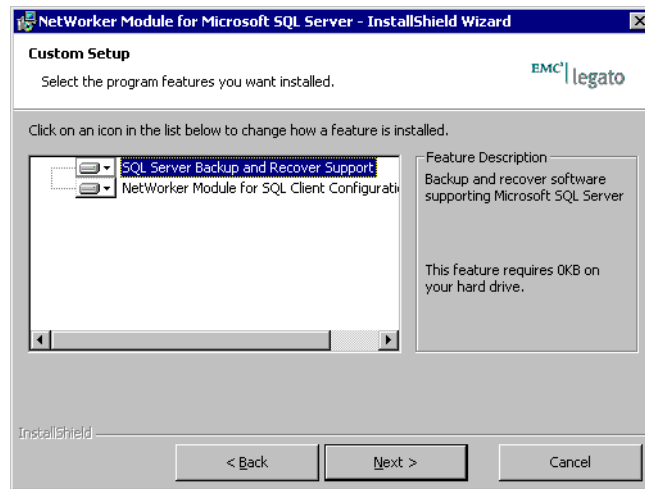 NetWorker Module for Microsoft SQL Server - InstallShield Wizard
Custom Setup
Select the program features you want installed.
EMC² legato
Click on an icon in the list below to change how a feature is installed.
SQL Server Backup and Recover Support
NetWorker Module for SQL Client Configurati
Feature Description
Backup and recover software
supporting Microsoft SQL Server
This feature requires 0KB on
your hard drive.
InstallShield
< Back
Next >
Cancel